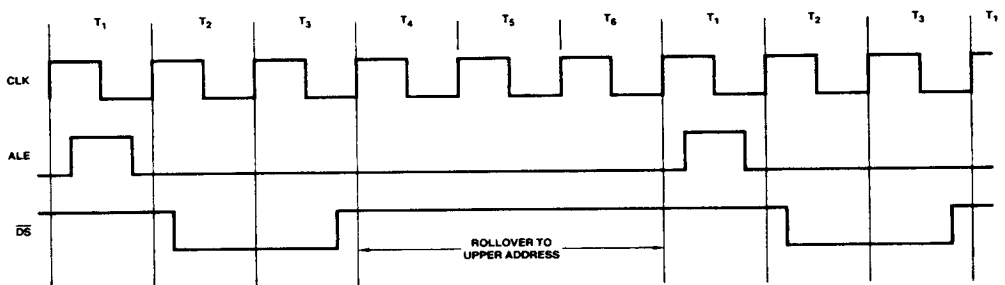 T1 T2 T3 T4 T5 T6 T1 T2 T3 T1
CLK
ALE
DS
ROLLOVER TO
UPPER ADDRESS